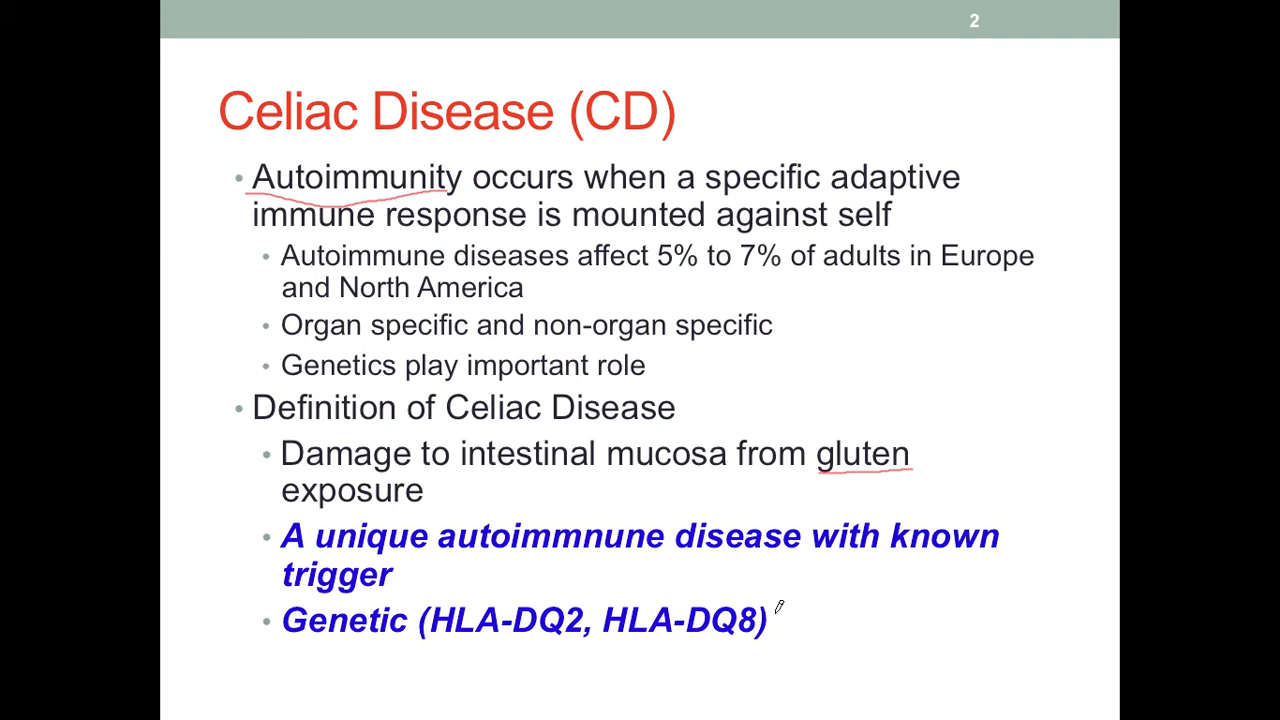 2
Celiac Disease (CD)
• Autoimmunity occurs when a specific adaptive
immune response is mounted against self
• Autoimmune diseases affect 5% to 7% of adults in Europe
and North America
• Organ specific and non-organ specific
• Genetics play important role
• Definition of Celiac Disease
• Damage to intestinal mucosa from gluten
exposure
• A unique autoimmnune disease with known
trigger
• Genetic (HLA-DQ2, HLA-DQ8)